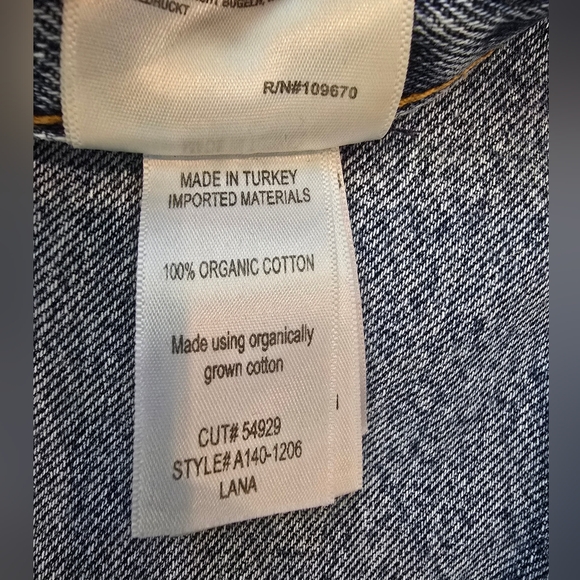 R/N#109670
MADE IN TURKEY
IMPORTED MATERIALS
100% ORGANIC COTTON
Made using organically
grown cotton
CUT# 54929
STYLE# A140-1206
LANA